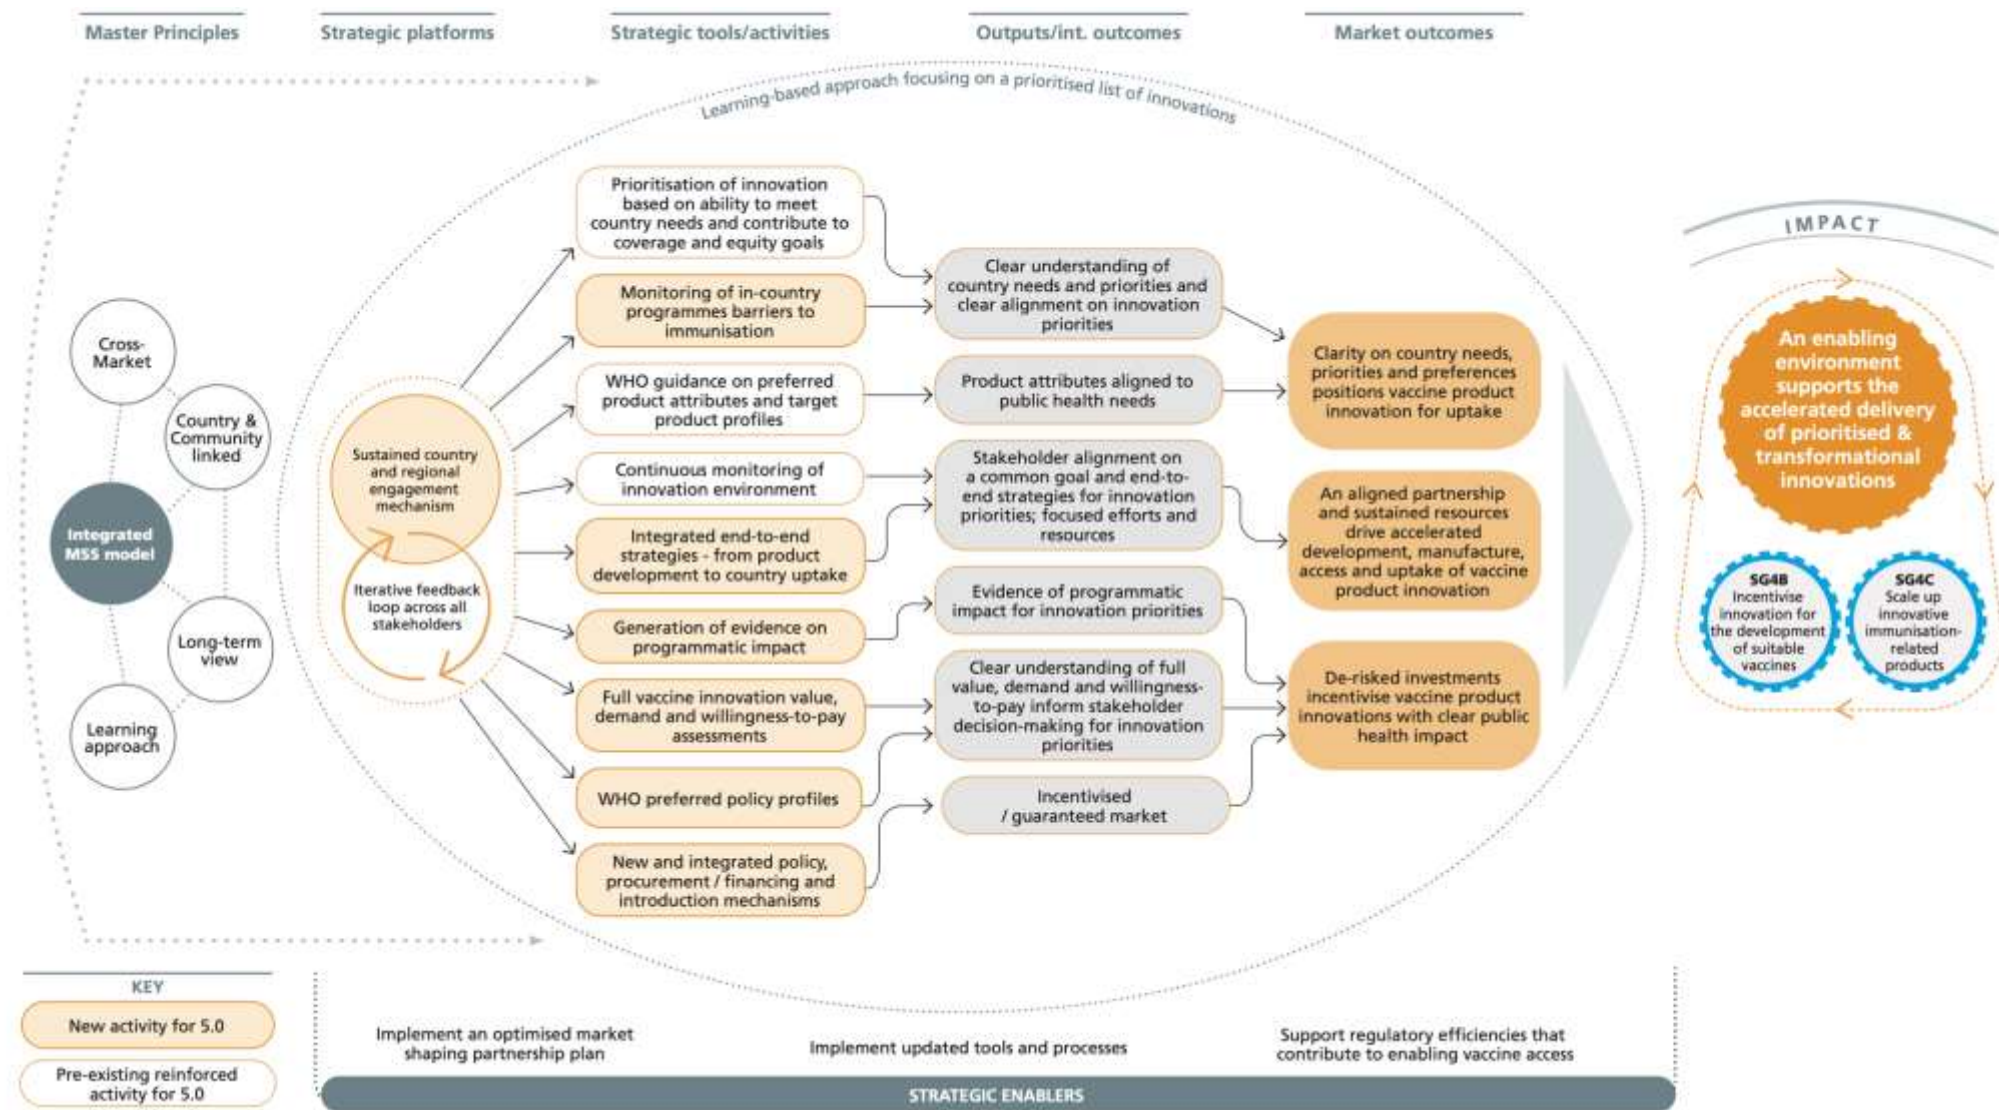 Master Principles
Strategic platforms
Strategic tools/activities
Outputs/int. outcomes
Market outcomes
Learning-based approach focusing on a prioritised list of innovations
Cross-
Market
Country &
Community
linked
Integrated
MSS model
Long-term
view
Learning
approach
Sustained country
and regional
engagement
mechanism
Iterative feedback
loop across all
stakeholders
Prioritisation of innovation
based on ability to meet
country needs and contribute to
coverage and equity goals
Monitoring of in-country
programmes barriers to
immunisation
WHO guidance on preferred
product attributes and target
product profiles
Continuous monitoring of
innovation environment
Integrated end-to-end
strategies - from product
development to country uptake
Generation of evidence on
programmatic impact
Full vaccine innovation value,
demand and willingness-to-pay
assessments
WHO preferred policy profiles
New and integrated policy,
procurement / financing and
introduction mechanisms
Clear understanding of
country needs and priorities and
clear alignment on innovation
priorities
Product attributes aligned to
public health needs
Stakeholder alignment on
a common goal and end-to-
end strategies for innovation
priorities; focused efforts and
resources
Evidence of programmatic
impact for innovation priorities
Clear understanding of full
value, demand and willingness-
to-pay inform stakeholder
decision-making for innovation
priorities
Incentivised
/ guaranteed market
Clarity on country needs,
priorities and preferences
positions vaccine product
innovation for uptake
An aligned partnership
and sustained resources
drive accelerated
development, manufacture,
access and uptake of vaccine
product innovation
De-risked investments
incentivise vaccine product
innovations with clear public
health impact
IMPACT
An enabling
environment
supports the
accelerated delivery
of prioritised &
transformational
innovations
SG4B
Incentivise
innovation for
the development
of suitable
vaccines
SG4C
Scale up
innovative
immunisation-
related
products
KEY
New activity for 5.0
Pre-existing reinforced
activity for 5.0
Implement an optimised market
shaping partnership plan
Implement updated tools and processes
Support regulatory efficiencies that
contribute to enabling vaccine access
STRATEGIC ENABLERS